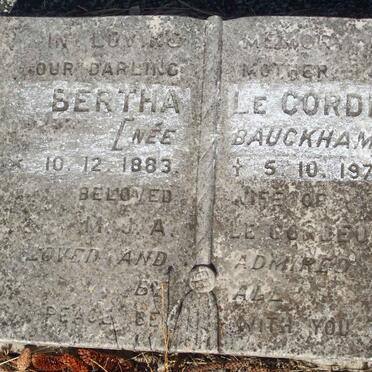 IN LOVING MEMORY
OUR DARLING MOTHER
BERTHA LE CORDE
[NÉE BAUCKHAM
* 10.12.1883. † 5.10.197
BELOVED WIFE OF
M.J.A. LE CORDEU
LOVED AND ADMIRED
BY ALL
PEACE BE WITH YOU